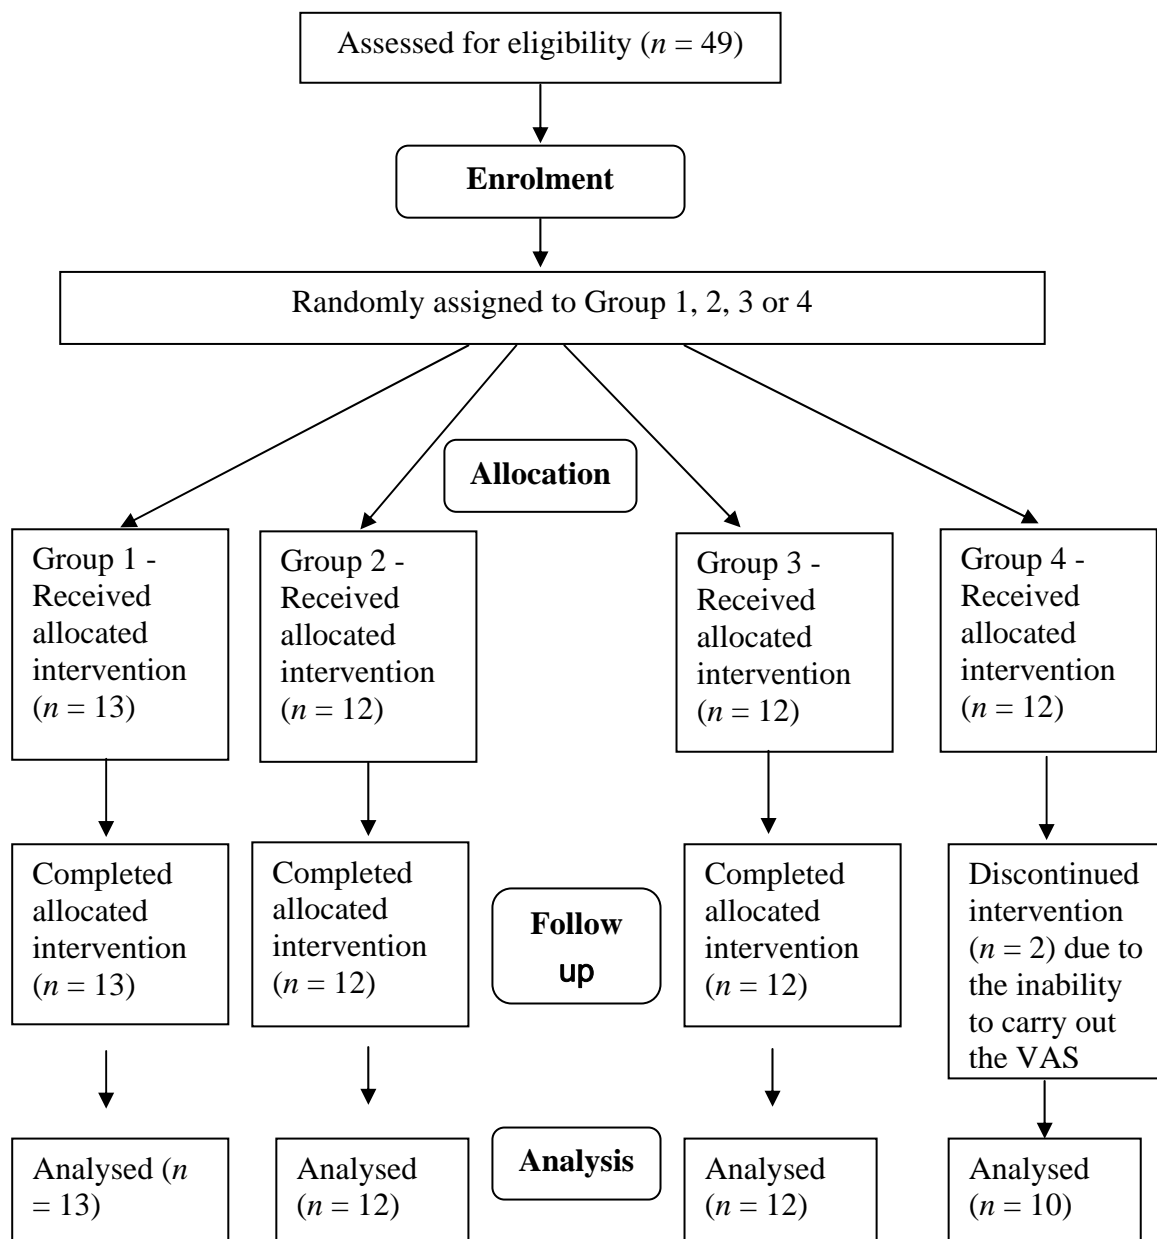 Assessed for eligibility (n = 49)
Enrolment
Randomly assigned to Group 1, 2, 3 or 4
Allocation
Group 1 -
Received
allocated
intervention
(n = 13)
Group 2 -
Received
allocated
intervention
(n = 12)
Group 3 -
Received
allocated
intervention
(n = 12)
Group 4 -
Received
allocated
intervention
(n = 12)
Completed
allocated
intervention
(n = 13)
Completed
allocated
intervention
(n = 12)
Follow
up
Completed
allocated
intervention
(n = 12)
Discontinued
intervention
(n = 2) due to
the inability
to carry out
the VAS
Analysed (n
= 13)
Analysed
(n = 12)
Analysis
Analysed
(n = 12)
Analysed
(n = 10)